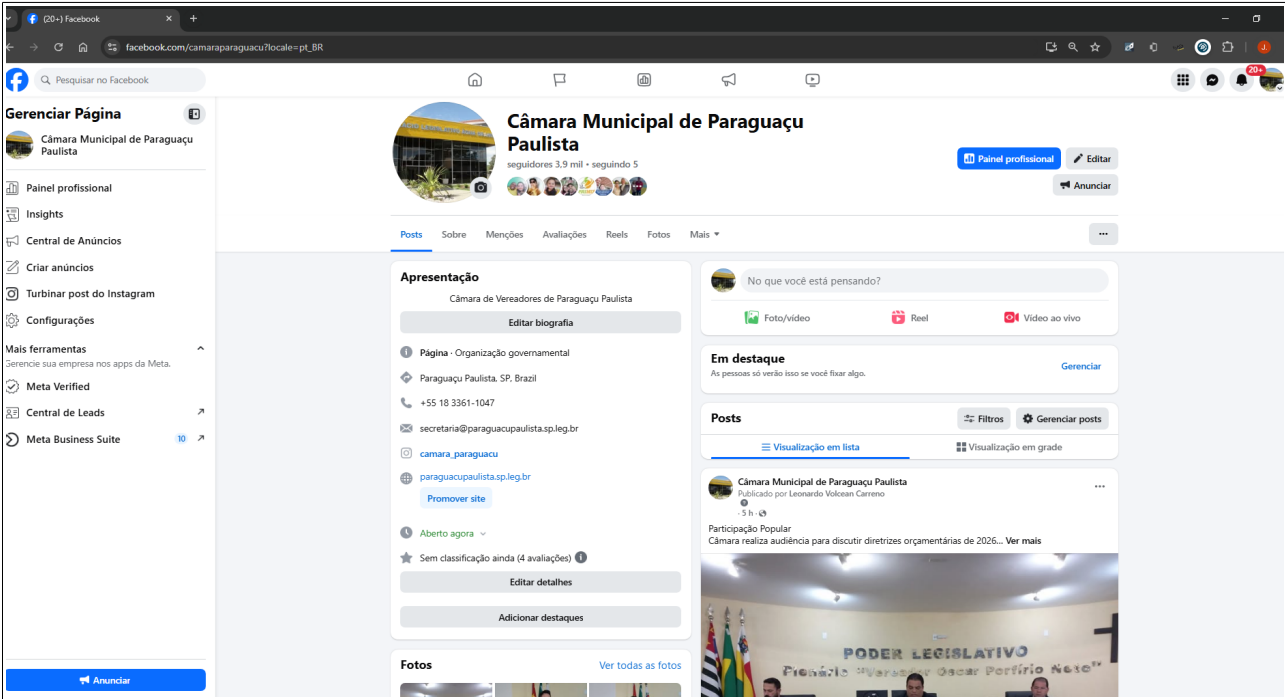 (20+) Facebook
facebook.com/camaraparaguacu?locale=pt_BR
J.
Pesquisar no Facebook
20+
Gerenciar Página
Câmara Municipal de Paraguaçu
Paulista
Painel profissional
Insights
Central de Anúncios
Criar anúncios
Turbinar post do Instagram
Configurações
Mais ferramentas
Gerencie sua empresa nos apps da Meta.
Meta Verified
Central de Leads
Meta Business Suite 10
Anunciar
Câmara Municipal de Paraguaçu
Paulista
seguidores 3,9 mil • seguindo 5
Painel profissional
Editar
Anunciar
Posts Sobre Menções Avaliações Reels Fotos Mais
Apresentação
Câmara de Vereadores de Paraguaçu Paulista
Editar biografia
Página · Organização governamental
Paraguaçu Paulista, SP, Brazil
+55 18 3361-1047
secretaria@paraguacupaulista.sp.leg.br
camara_paraguacu
paraguacupaulista.sp.leg.br
Promover site
Aberto agora
Sem classificação ainda (4 avaliações)
Editar detalhes
Adicionar destaques
Fotos
Ver todas as fotos
No que você está pensando?
Foto/vídeo Reel Vídeo ao vivo
Em destaque
As pessoas só verão isso se você fixar algo.
Gerenciar
Posts
Filtros
Gerenciar posts
Visualização em lista
Visualização em grade
Câmara Municipal de Paraguaçu Paulista
Publicado por Leonardo Volcean Carreno
· 5 h ·
Participação Popular
Câmara realiza audiência para discutir diretrizes orçamentárias de 2026... Ver mais
PODER LEGISLATIVO
Plenário "Vereador Oscar Porfírio Neto"